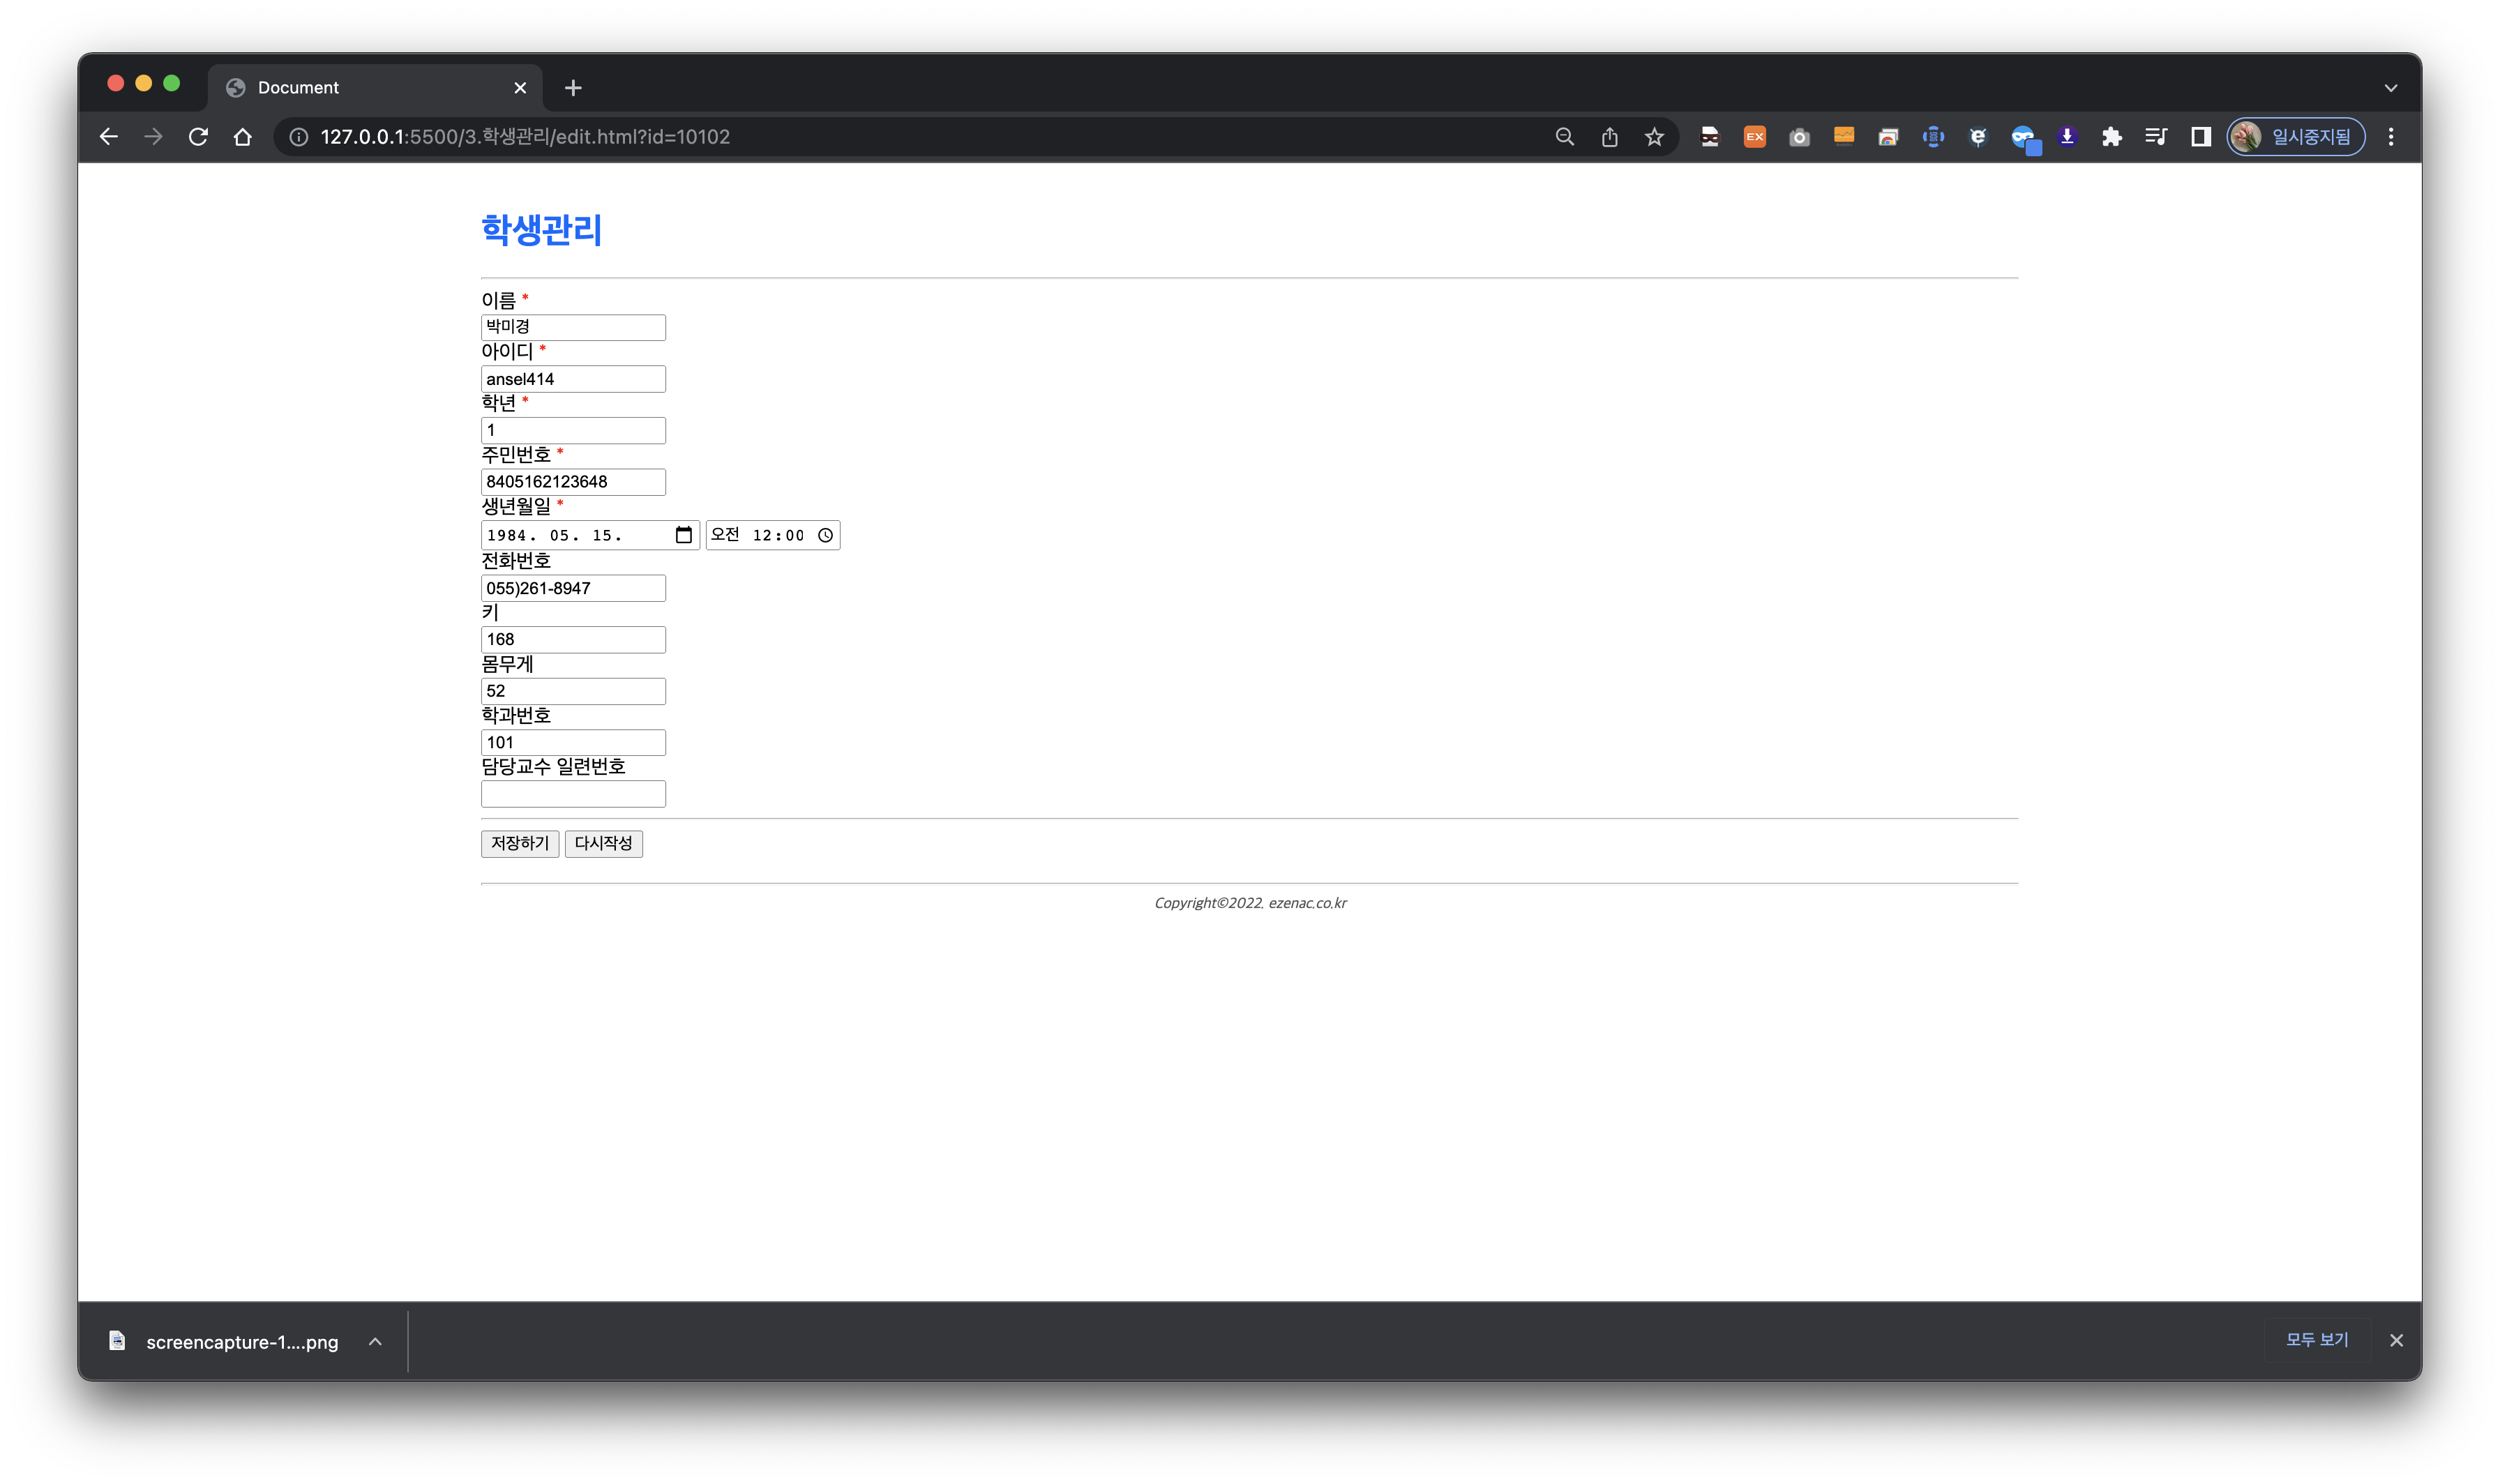 Document
127.0.0.1:5500/3.학생관리/edit.html?id=10102
EX
일시중지됨
학생관리
이름 *
박미경
아이디 *
ansel414
학년 *
1
주민번호 *
8405162123648
생년월일 *
1984. 05. 15. 오전 12:00
전화번호
055)261-8947
키
168
몸무게
52
학과번호
101
담당교수 일련번호
저장하기 다시작성
Copyright©2022. ezenac.co.kr
screencapture-1....png
모두 보기